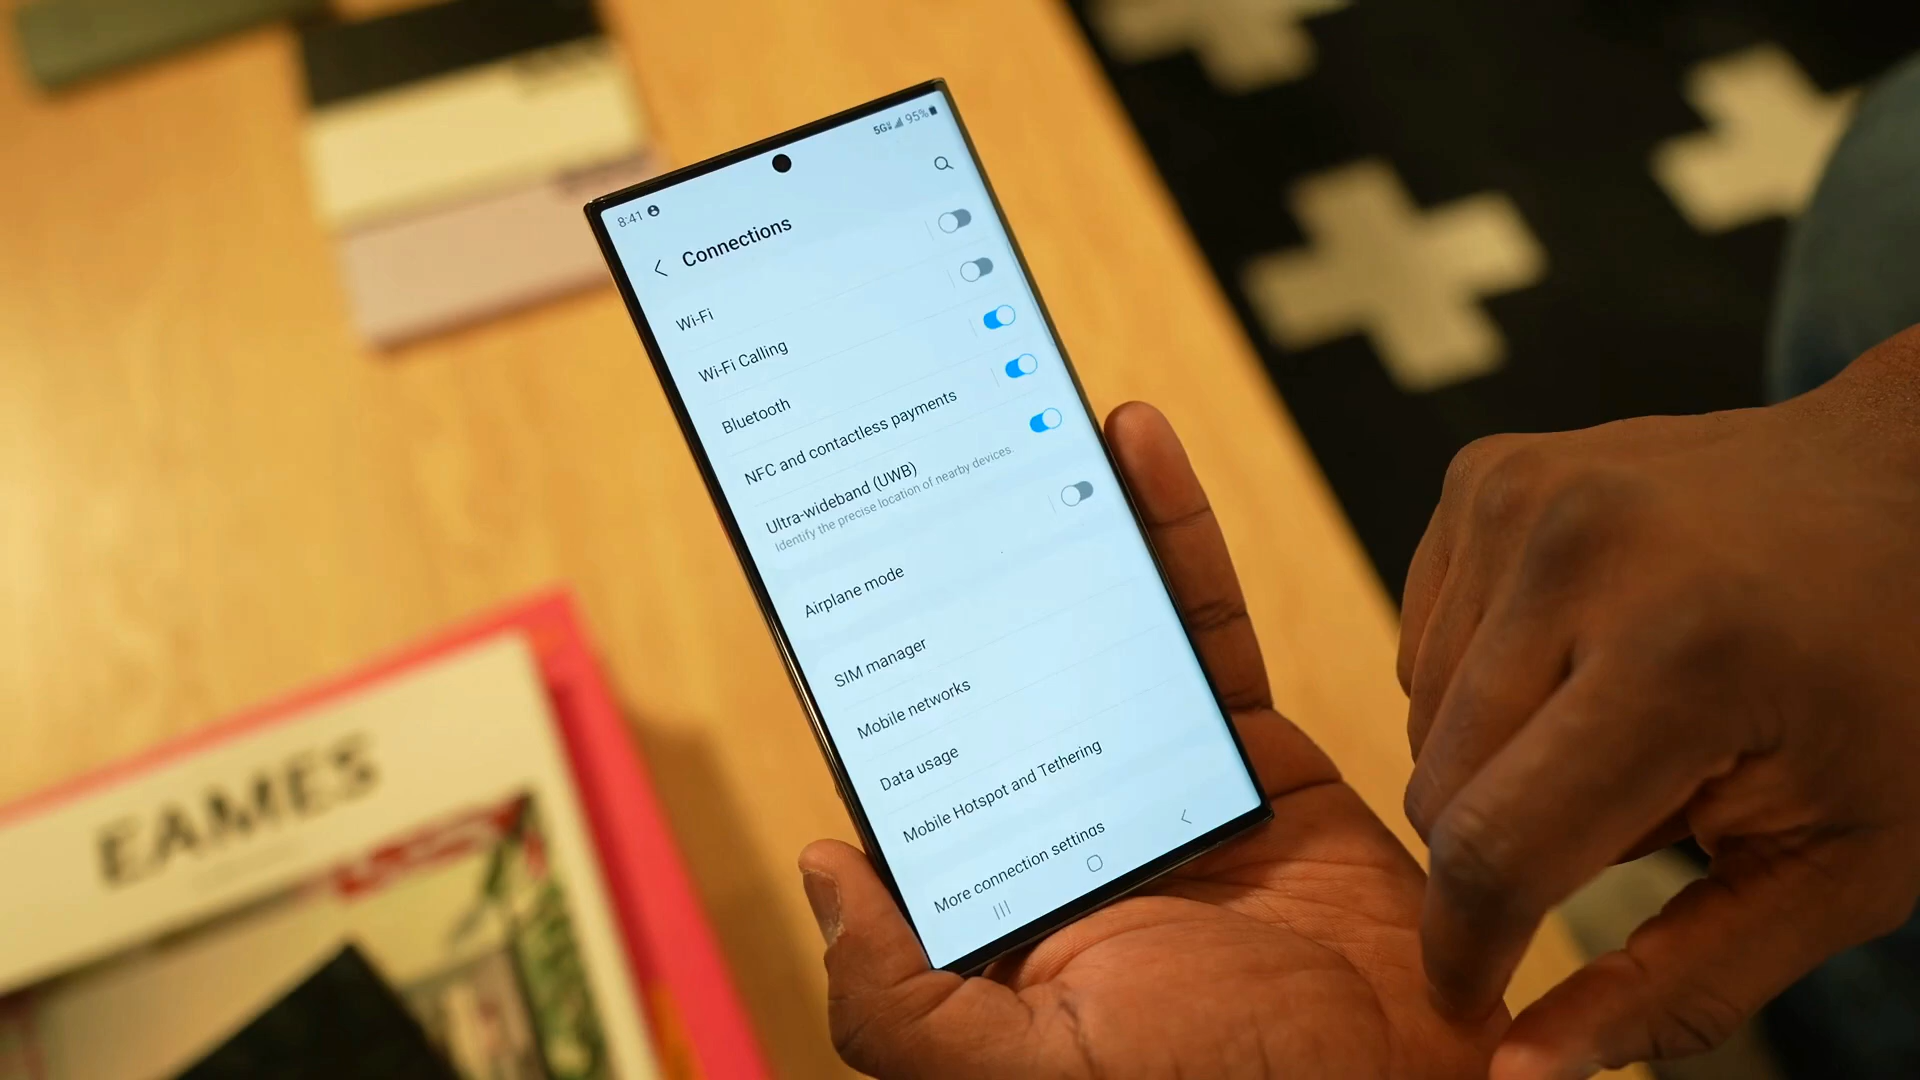 8:41
5G 95%
Connections
Wi-Fi
Wi-Fi Calling
Bluetooth
NFC and contactless payments
Ultra-wideband (UWB)
Identify the precise location of nearby devices.
Airplane mode
SIM manager
Mobile networks
Data usage
Mobile Hotspot and Tethering
More connection settings
EAMES